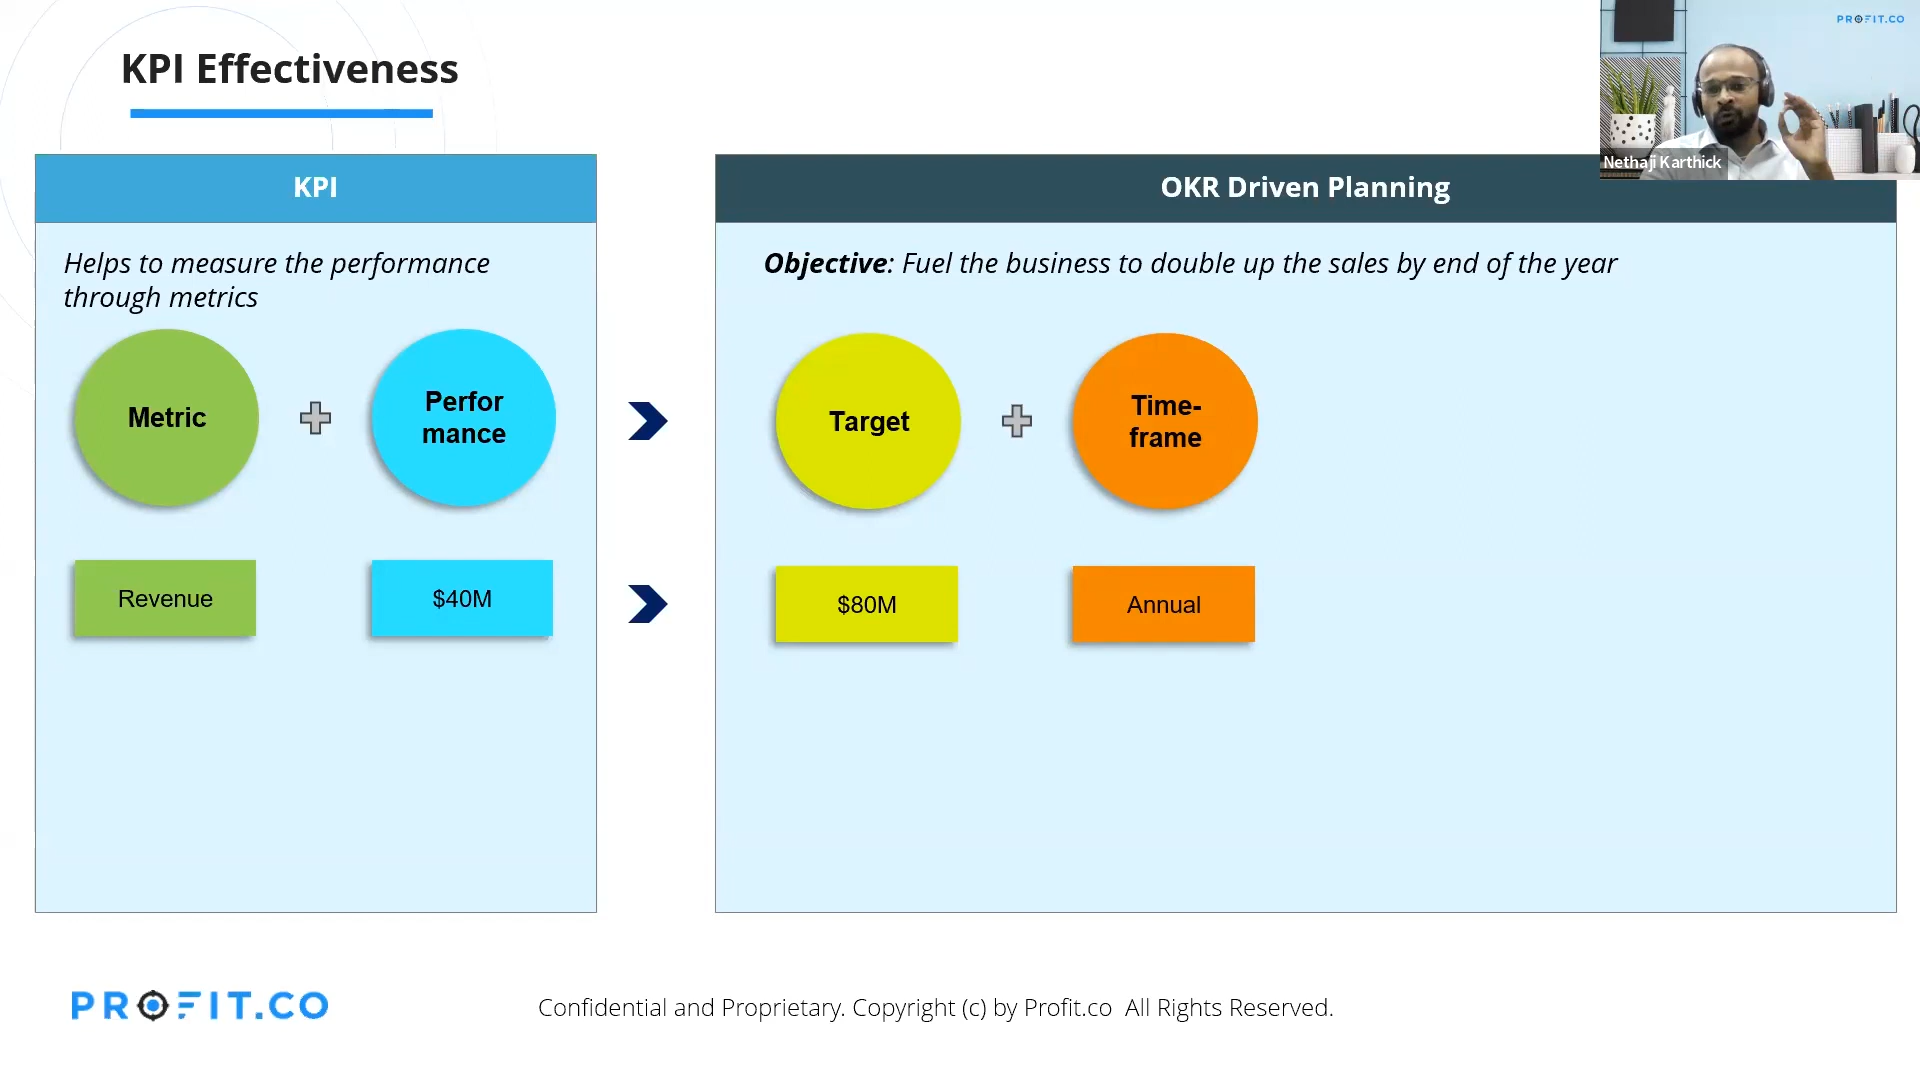 KPI Effectiveness
PROFIT.CO
Nethaji Karthick
KPI
OKR Driven Planning
Helps to measure the performance
through metrics
Objective: Fuel the business to double up the sales by end of the year
Metric
Perfor
mance
Target
Time-
frame
Revenue
$40M
$80M
Annual
PROFIT.CO
Confidential and Proprietary. Copyright (c) by Profit.co All Rights Reserved.